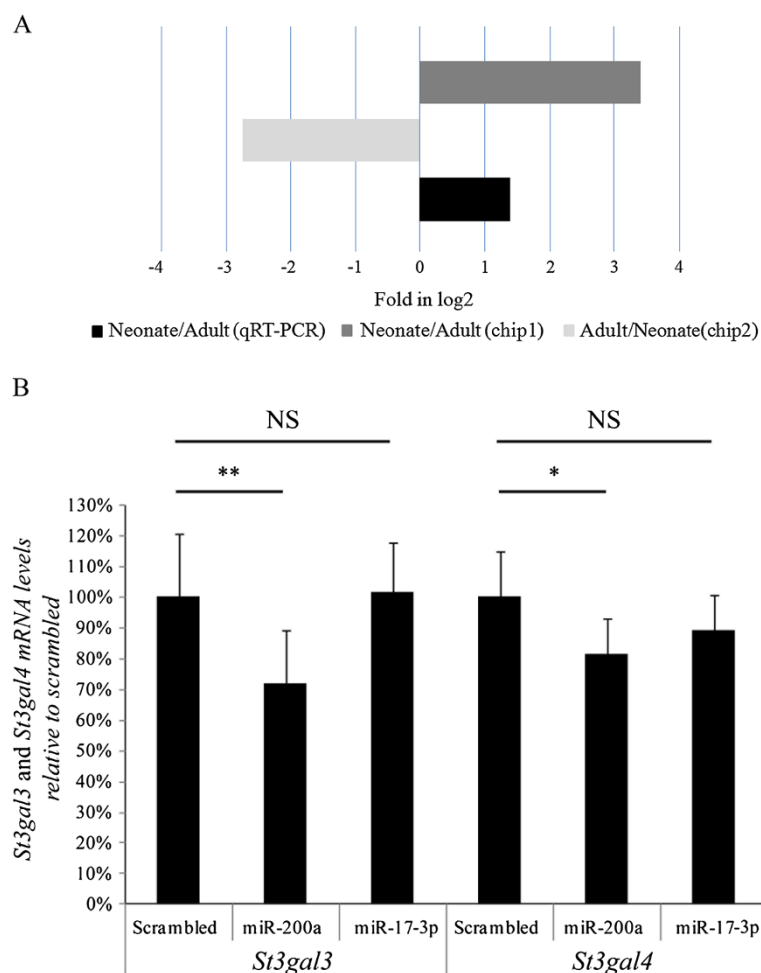 A
-4 -3 -2 -1 0 1 2 3 4
Fold in log2
Neonate/Adult (qRT-PCR) Neonate/Adult (chip1) Adult/Neonate(chip2)
B
NS NS
** *
St3gal3 and St3gal4 mRNA levels
relative to scrambled
130%
120%
110%
100%
90%
80%
70%
60%
50%
40%
30%
20%
10%
0%
Scrambled miR-200a miR-17-3p Scrambled miR-200a miR-17-3p
St3gal3 St3gal4